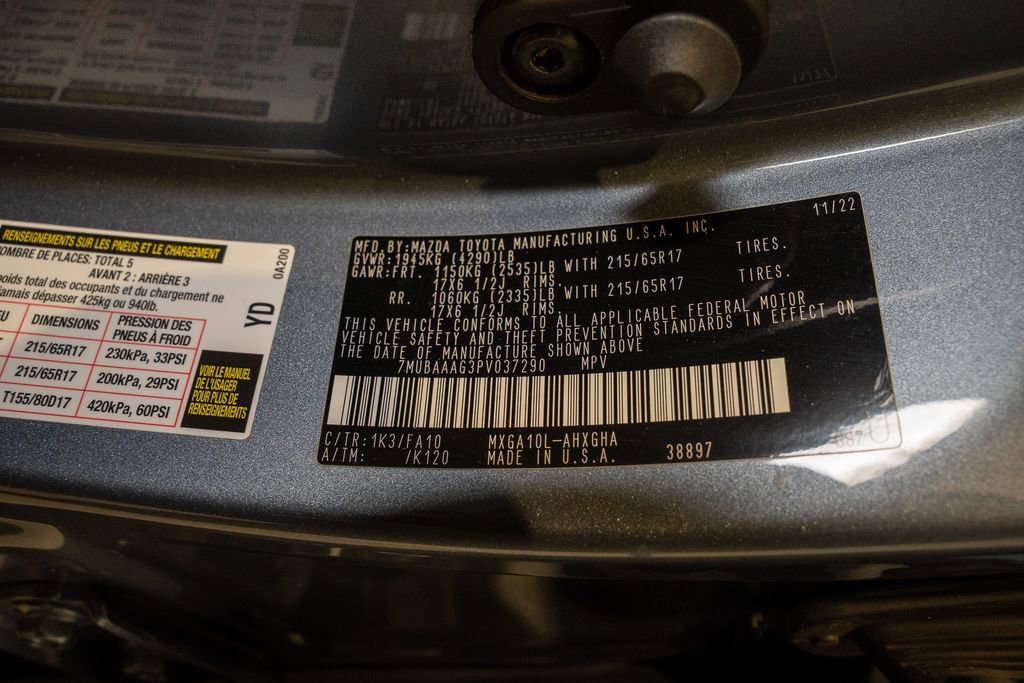 RENSEIGNEMENTS SUR LES PNEUS ET LE CHARGEMENT
OMBRE DE PLACES: TOTAL 5
AVANT 2 : ARRIÈRE 3
poids total des occupants et du chargement ne
jamais dépasser 425kg ou 940lb.
EU DIMENSIONS PRESSION DES PNEUS À FROID
215/65R17 230kPa, 33PSI
215/65R17 200kPa, 29PSI
T155/80D17 420kPa, 60PSI
0A200
YD
VOIR LE MANUEL
DE L'USAGER
POUR PLUS DE
RENSEIGNEMENTS
11/22
MFD. BY: MAZDA TOYOTA MANUFACTURING U.S.A. INC.
GVWR: 1945KG (4290)LB
GAWR: FRT. 1150KG (2535)LB WITH 215/65R17 TIRES.
17X6 1/2J RIMS.
RR. 1060KG (2335)LB WITH 215/65R17 TIRES.
17X6 1/2J RIMS.
THIS VEHICLE CONFORMS TO ALL APPLICABLE FEDERAL MOTOR
VEHICLE SAFETY AND THEFT PREVENTION STANDARDS IN EFFECT ON
THE DATE OF MANUFACTURE SHOWN ABOVE
7MUBAAAG3PV037290 MPV
C/TR: 1K3/FA10 MXGA10L-AHXGHA
A/TM: /K120 MADE IN U.S.A. 38897
887